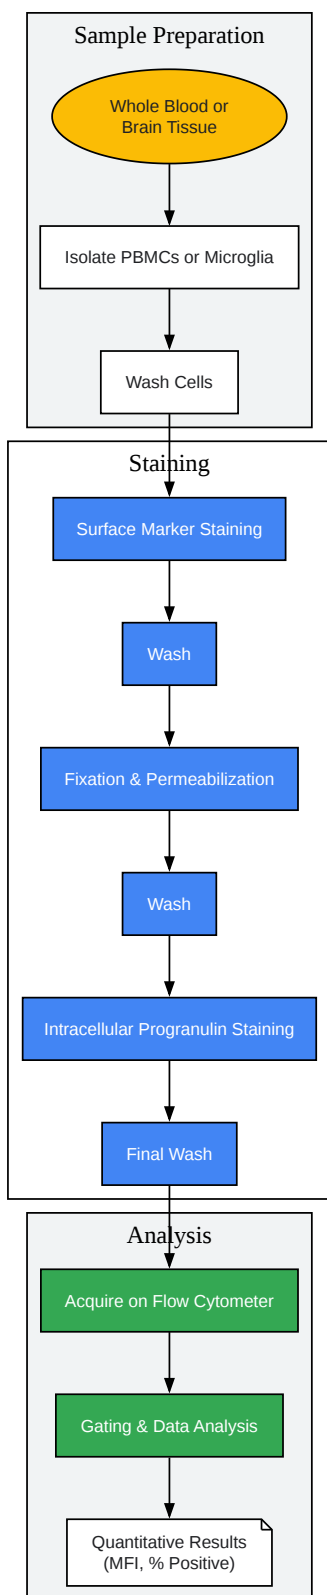 Sample Preparation
Whole Blood or
Brain Tissue
Isolate PBMCs or Microglia
Wash Cells
Staining
Surface Marker Staining
Wash
Fixation & Permeabilization
Wash
Intracellular Progranulin Staining
Final Wash
Analysis
Acquire on Flow Cytometer
Gating & Data Analysis
Quantitative Results
(MFI, % Positive)